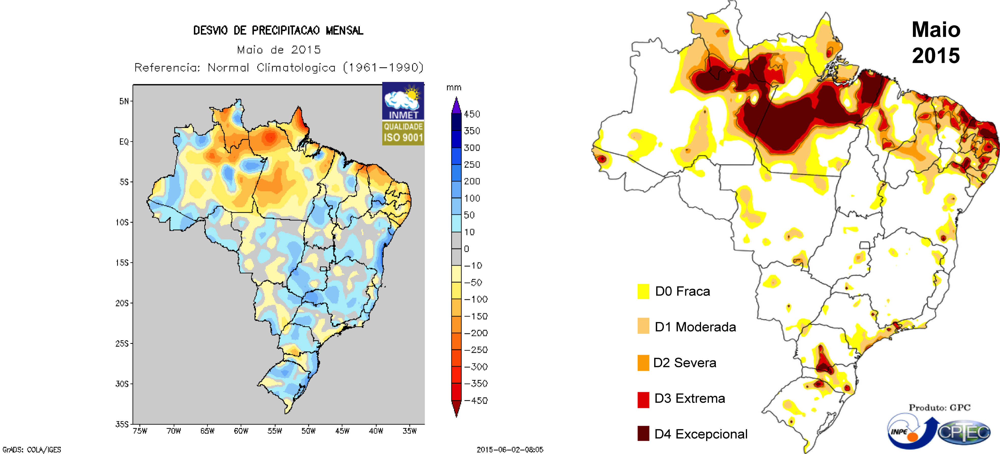 DESVIO DE PRECIPITACAO MENSAL
Maio de 2015
Referencia: Normal Climatologica (1961-1990)
INMET
QUALIDADE
ISO 9001
mm
450
350
300
250
200
100
50
10
0
-10
-50
-100
-150
-200
-250
-300
-350
-450
5N
EQ
5S
10S
15S
20S
25S
30S
35S
75W 70W 65W 60W 55W 50W 45W 40W 35W
GrADS: COLA/IGES
2015-06-02-08:05
Maio
2015
D0 Fraca
D1 Moderada
D2 Severa
D3 Extrema
D4 Excepcional
Produto: GPC
INPE
CPTEC